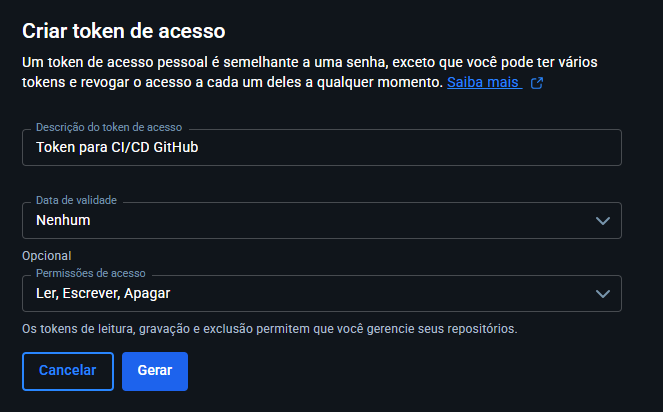 Criar token de acesso
Um token de acesso pessoal é semelhante a uma senha, exceto que você pode ter vários
tokens e revogar o acesso a cada um deles a qualquer momento. Saiba mais
Descrição do token de acesso
Token para CI/CD GitHub
Data de validade
Nenhum
Opcional
Permissões de acesso
Ler, Escrever, Apagar
Os tokens de leitura, gravação e exclusão permitem que você gerencie seus repositórios.
Cancelar
Gerar